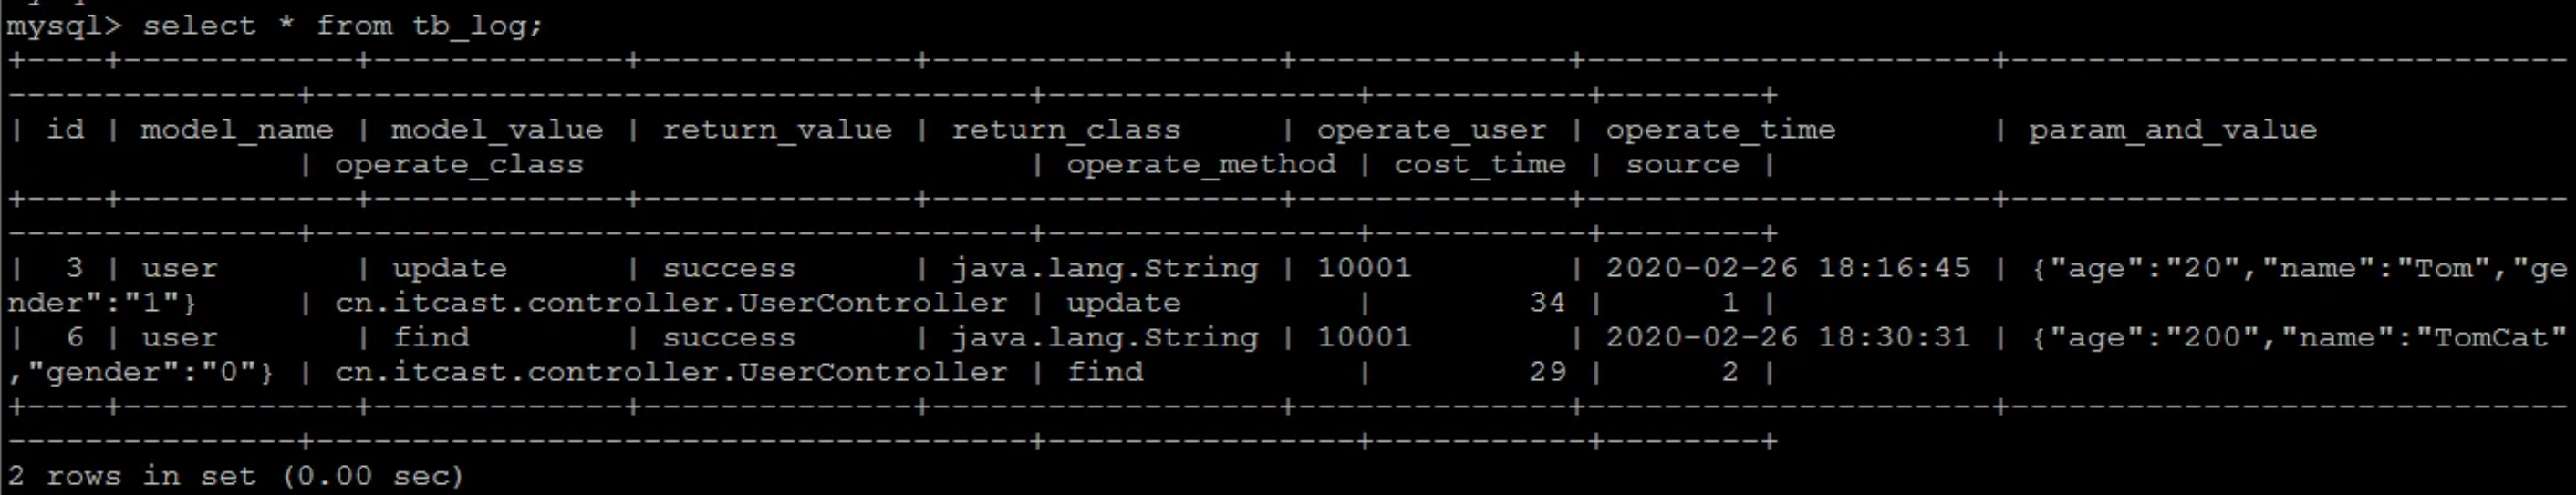 mysql> select * from tb_log;
+----+------------+-------------+--------------+------------------+--------------+---------------------+----------------------------
---------------+------------------------------------+----------------+-----------+--------+
| id | model_name | model_value | return_value | return_class     | operate_user | operate_time        | param_and_value
               | operate_class                      | operate_method | cost_time | source |
+----+------------+-------------+--------------+------------------+--------------+---------------------+----------------------------
---------------+------------------------------------+----------------+-----------+--------+
|  3 | user       | update      | success      | java.lang.String | 10001        | 2020-02-26 18:16:45 | {"age":"20","name":"Tom","ge
nder":"1"}     | cn.itcast.controller.UserController | update         |        34 |      1 |
|  6 | user       | find        | success      | java.lang.String | 10001        | 2020-02-26 18:30:31 | {"age":"200","name":"TomCat"
,"gender":"0"} | cn.itcast.controller.UserController | find           |        29 |      2 |
+----+------------+-------------+--------------+------------------+--------------+---------------------+----------------------------
---------------+------------------------------------+----------------+-----------+--------+
2 rows in set (0.00 sec)